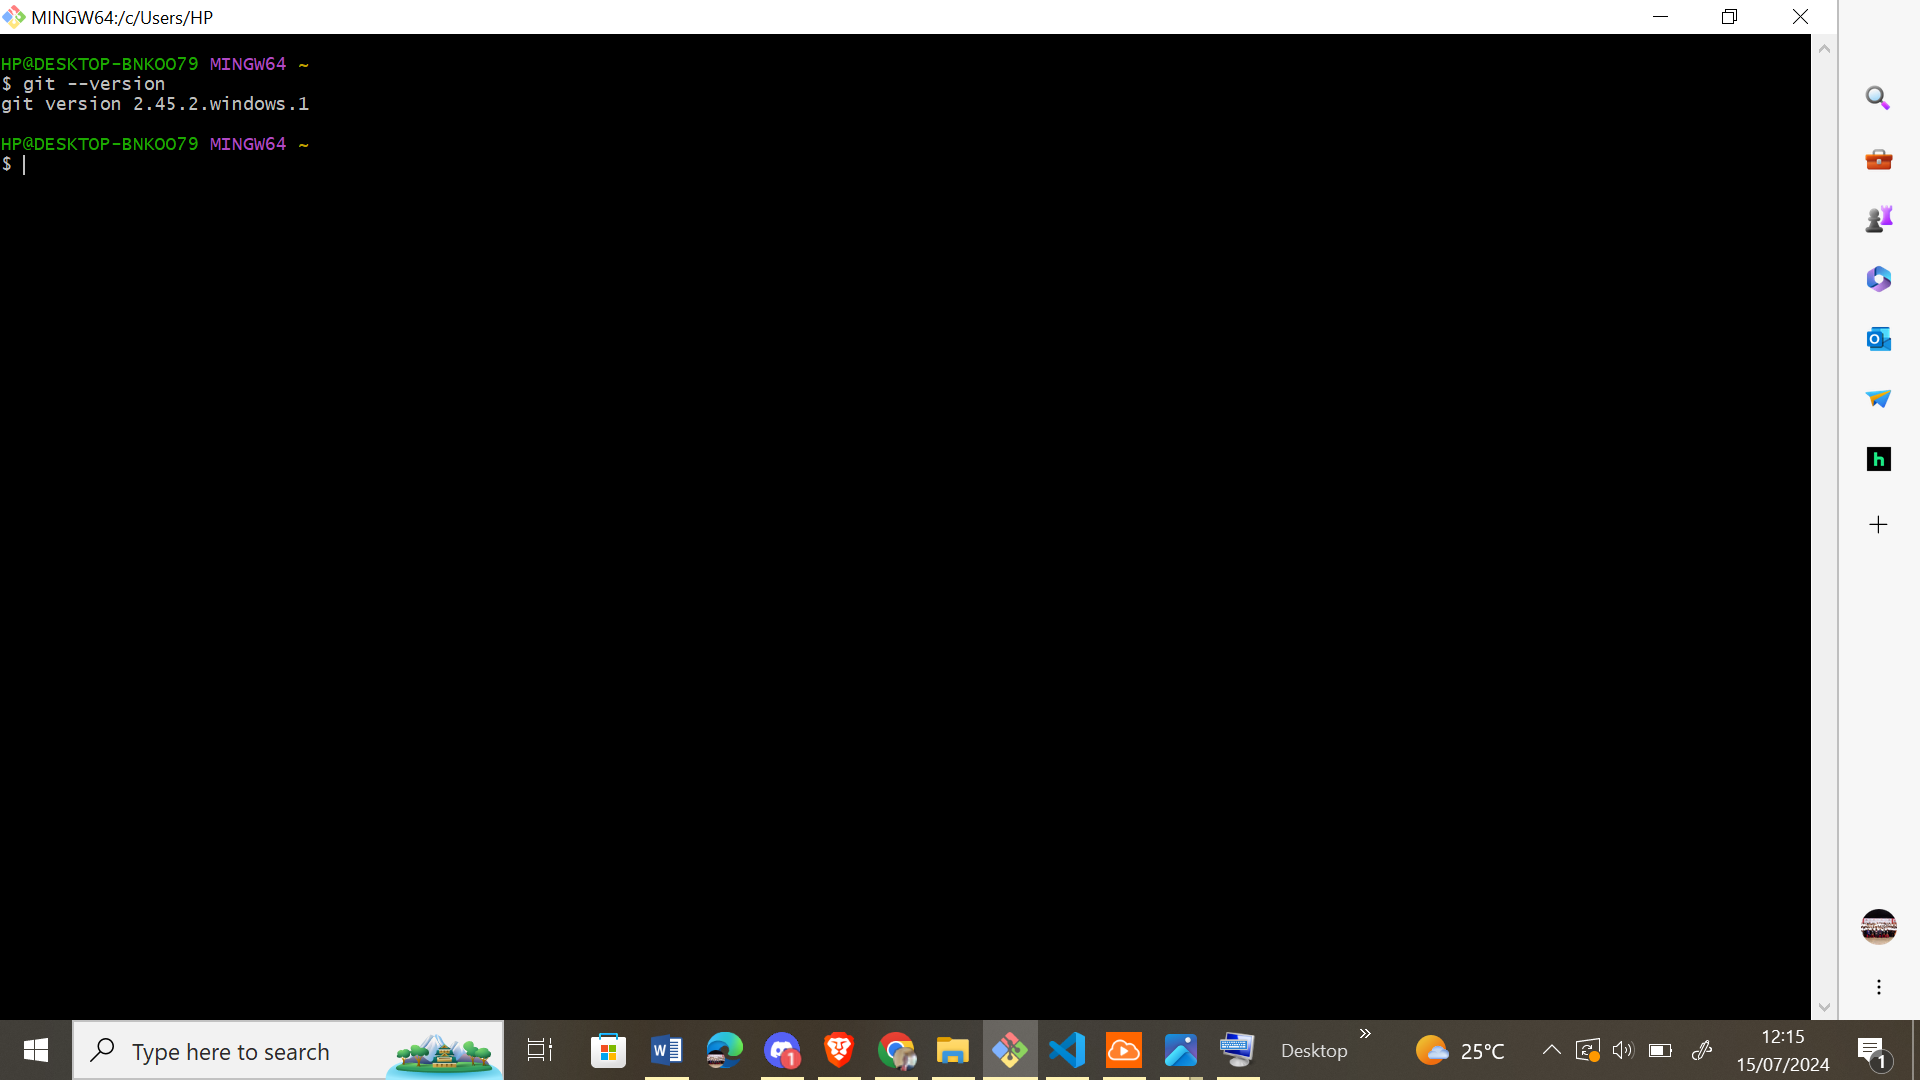 MINGW64:/c/Users/HP
HP@DESKTOP-BNKOO79 MINGW64 ~
$ git --version
git version 2.45.2.windows.1
HP@DESKTOP-BNKOO79 MINGW64 ~
$
h
Type here to search
1
Desktop
25°C
12:15
15/07/2024
1